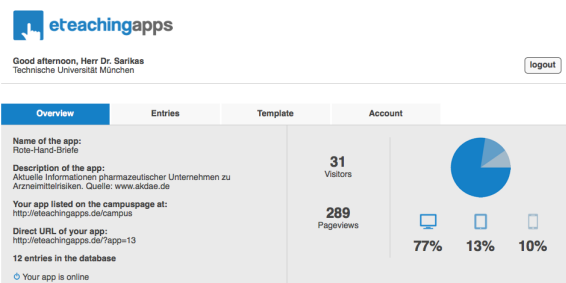 eteachingapps
Good afternoon, Herr Dr. Sarikas
Technische Universität München
logout
Overview
Entries
Template
Account
Name of the app:
Rote-Hand-Briefe
Description of the app:
Aktuelle Informationen pharmazeutischer Unternehmen zu
Arzneimittelrisiken. Quelle: www.akdae.de
Your app listed on the campuspage at:
http://eteachingapps.de/campus
Direct URL of your app:
http://eteachingapps.de/?app=13
12 entries in the database
Your app is online
31
Visitors
289
Pageviews
77%
13%
10%